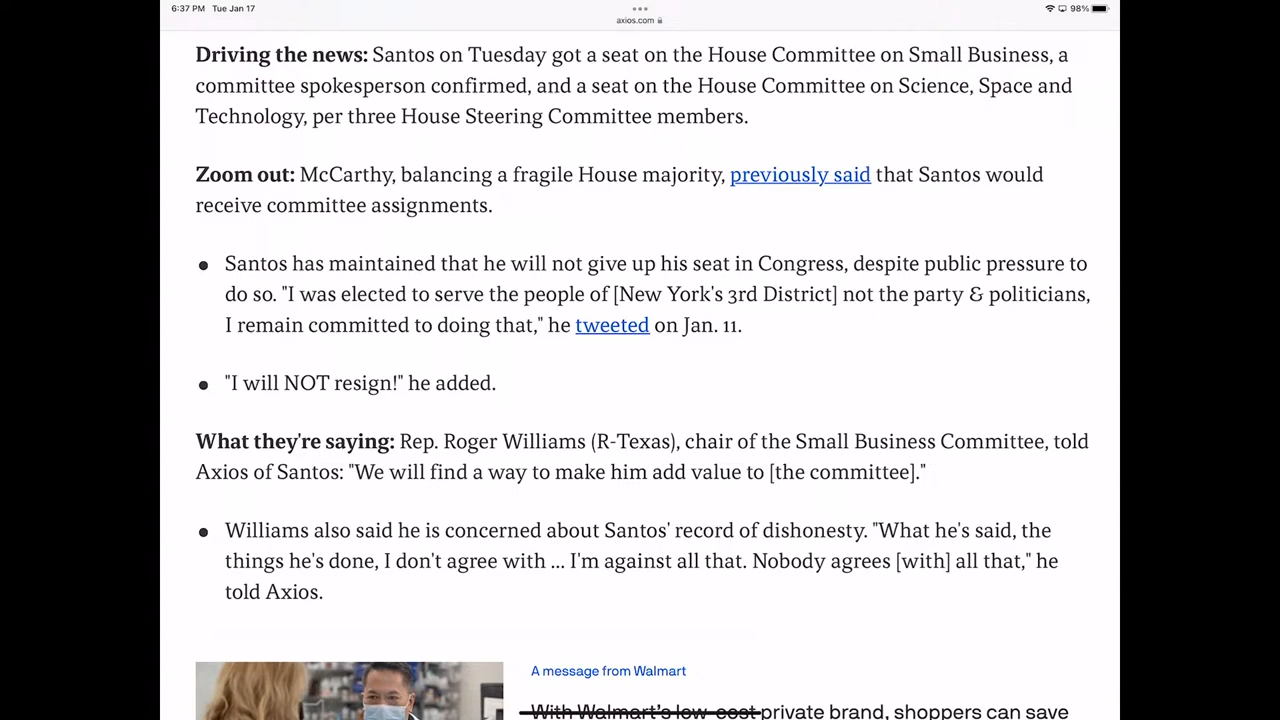 6:37 PM Tue Jan 17
98%
axios.com
Driving the news: Santos on Tuesday got a seat on the House Committee on Small Business, a
committee spokesperson confirmed, and a seat on the House Committee on Science, Space and
Technology, per three House Steering Committee members.
Zoom out: McCarthy, balancing a fragile House majority, previously said that Santos would
receive committee assignments.
• Santos has maintained that he will not give up his seat in Congress, despite public pressure to
do so. "I was elected to serve the people of [New York's 3rd District] not the party & politicians,
I remain committed to doing that," he tweeted on Jan. 11.
• "I will NOT resign!" he added.
What they're saying: Rep. Roger Williams (R-Texas), chair of the Small Business Committee, told
Axios of Santos: "We will find a way to make him add value to [the committee]."
• Williams also said he is concerned about Santos' record of dishonesty. "What he's said, the
things he's done, I don't agree with ... I'm against all that. Nobody agrees [with] all that," he
told Axios.
A message from Walmart
With Walmart's low-cost private brand, shoppers can save